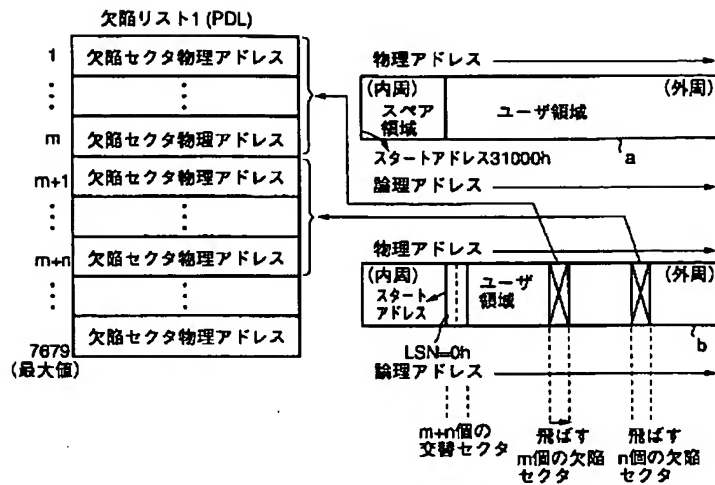 欠陥リスト1 (PDL)
1 欠陥セクタ物理アドレス
m 欠陥セクタ物理アドレス
m+1 欠陥セクタ物理アドレス
m+n 欠陥セクタ物理アドレス
7679 欠陥セクタ物理アドレス
(最大値)
物理アドレス
(内周)
スペア
領域
ユーザ領域
(外周)
a
スタートアドレス31000h
論理アドレス
物理アドレス
(内周)
スタート
アドレス
ユーザ
領域
(外周)
b
LSN=0h
論理アドレス
m+n個の
交替セクタ
飛ばす
m個の欠陥
セクタ
飛ばす
n個の欠陥
セクタ